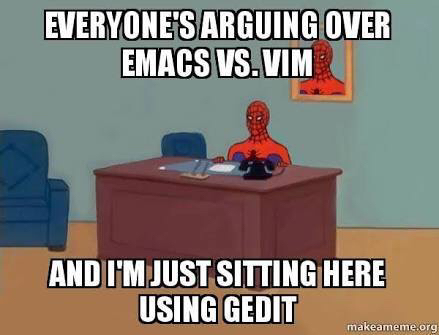 EVERYONE'S ARGUING OVER
EMACS VS. VIM
AND I'M JUST SITTING HERE
USING GEDIT
makeameme.org